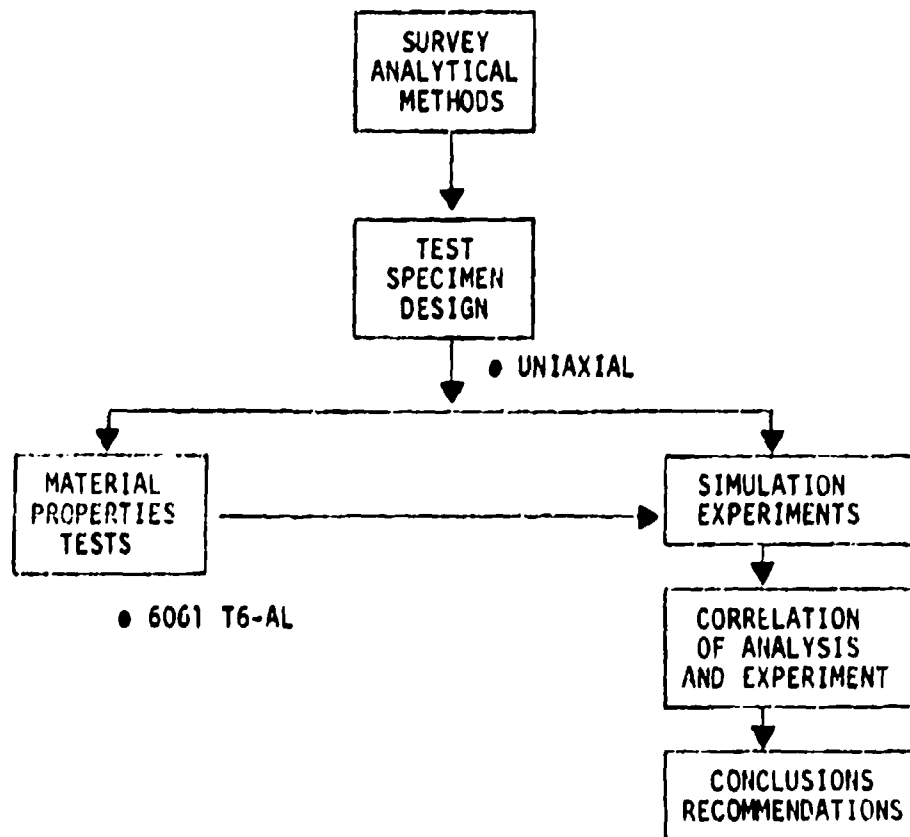 SURVEY
ANALYTICAL
METHODS
TEST
SPECIMEN
DESIGN
● UNIAXIAL
MATERIAL
PROPERTIES
TESTS
● 6061 T6-AL
SIMULATION
EXPERIMENTS
CORRELATION
OF ANALYSIS
AND EXPERIMENT
CONCLUSIONS
RECOMMENDATIONS